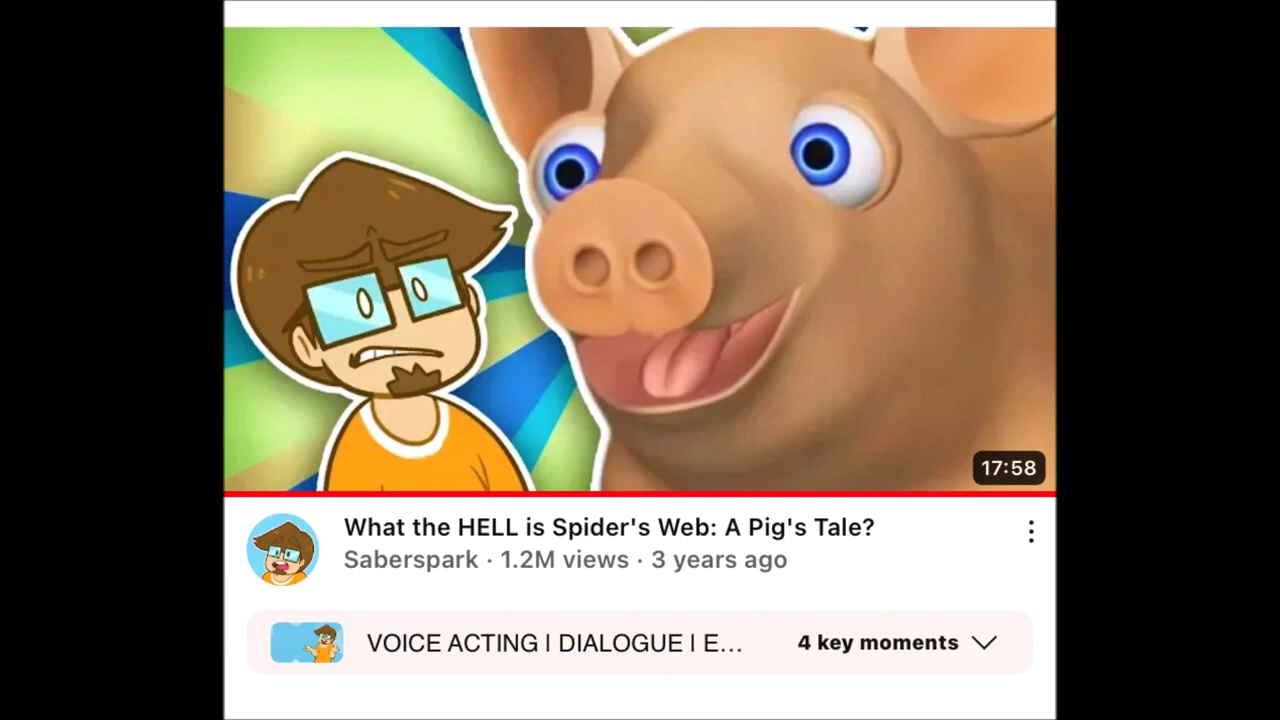 17:58
What the HELL is Spider's Web: A Pig's Tale?
Saberspark · 1.2M views · 3 years ago
VOICE ACTING | DIALOGUE | E... 4 key moments